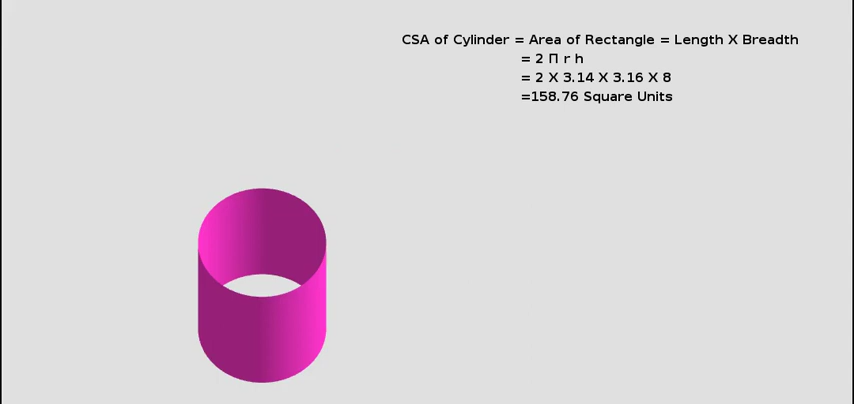 CSA of Cylinder = Area of Rectangle = Length X Breadth
= 2 Π r h
= 2 X 3.14 X 3.16 X 8
=158.76 Square Units